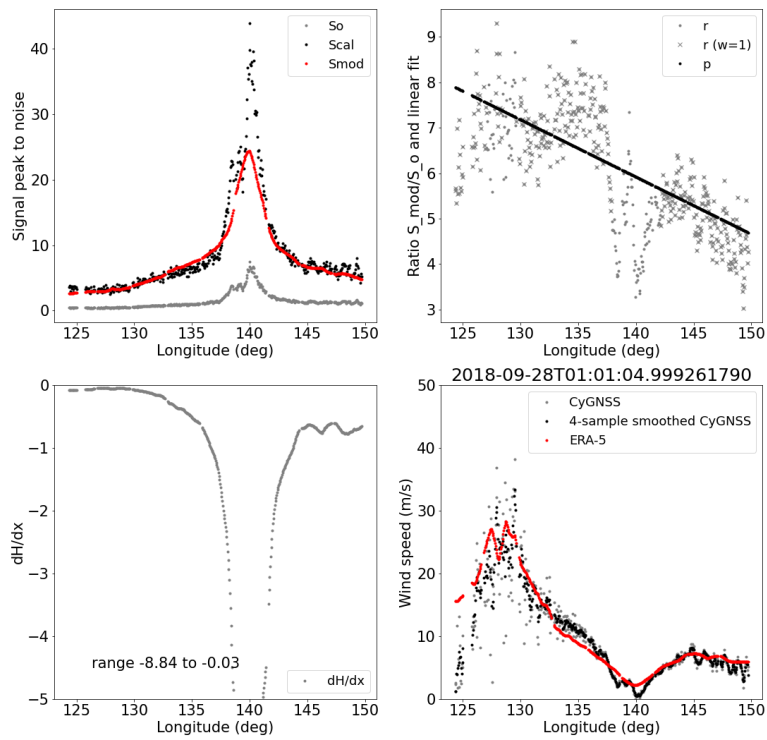 So
Scal
Smod
Signal peak to noise
40
30
20
10
0
125
130
135
140
145
150
Longitude (deg)
r
r (w=1)
p
Ratio S_mod/S_o and linear fit
9
8
7
6
5
4
3
125
130
135
140
145
150
Longitude (deg)
dH/dx
0
−1
−2
−3
−4
−5
range -8.84 to -0.03
dH/dx
125
130
135
140
145
150
Longitude (deg)
2018-09-28T01:01:04.999261790
CyGNSS
4-sample smoothed CyGNSS
ERA-5
Wind speed (m/s)
50
40
30
20
10
0
125
130
135
140
145
150
Longitude (deg)